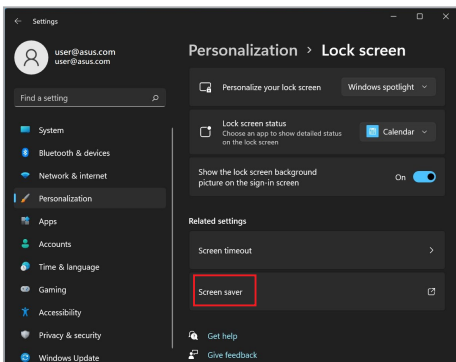 Settings
user@asus.com
user@asus.com
Find a setting
System
Bluetooth & devices
Network & internet
Personalization
Apps
Accounts
Time & language
Gaming
Accessibility
Privacy & security
Windows Update
Personalization > Lock screen
Personalize your lock screen
Windows spotlight
Lock screen status
Choose an app to show detailed status
on the lock screen
Calendar
Show the lock screen background
picture on the sign-in screen
On
Related settings
Screen timeout
Screen saver
Get help
Give feedback